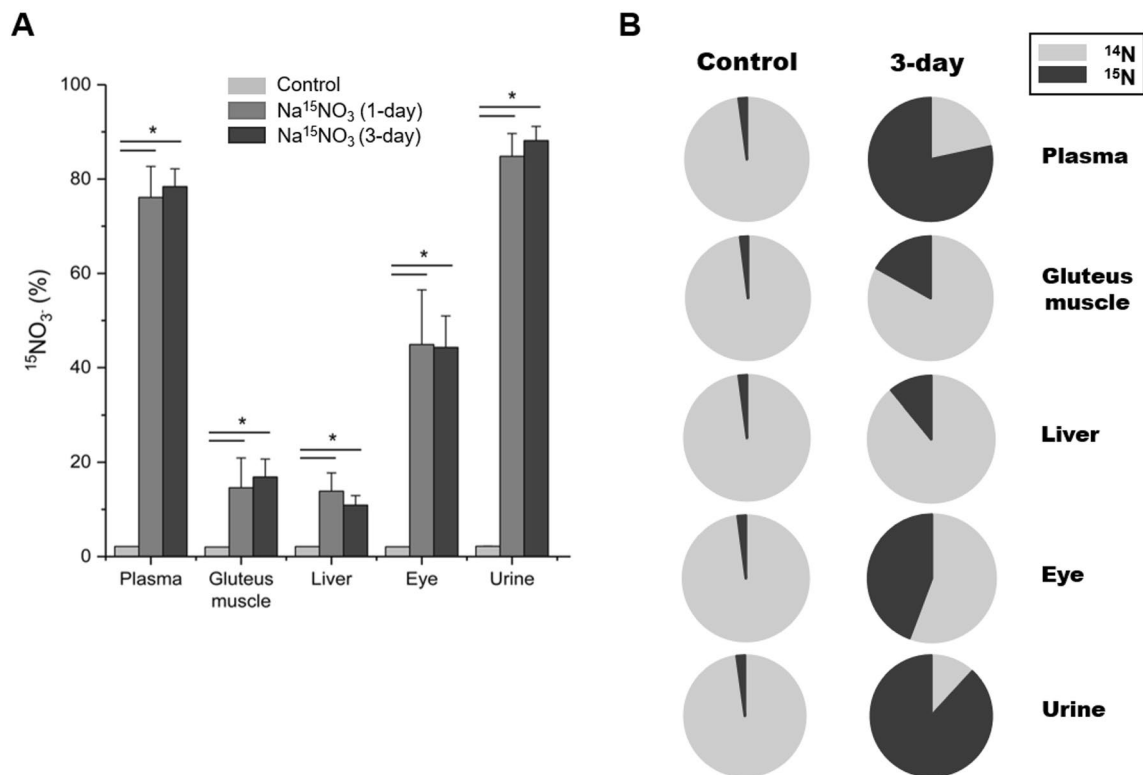 A
100
80
60
40
20
0
¹⁵NO₃- (%)
Control
Na¹⁵NO₃ (1-day)
Na¹⁵NO₃ (3-day)
*
*
*
*
*
Plasma
Gluteus
muscle
Liver
Eye
Urine
B
¹⁴N
¹⁵N
Control
3-day
Plasma
Gluteus
muscle
Liver
Eye
Urine